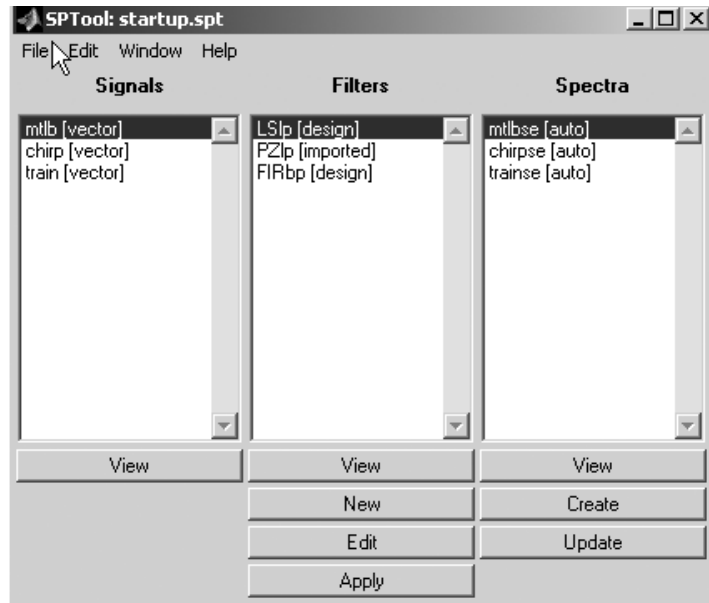 SPTool: startup.spt
File Edit Window Help
Signals Filters Spectra
mtlb [vector]
chirp [vector]
train [vector]
LSlp [design]
PZlp [imported]
FIRbp [design]
mtlbse [auto]
chirpse [auto]
trainse [auto]
View View View
New Create
Edit Update
Apply